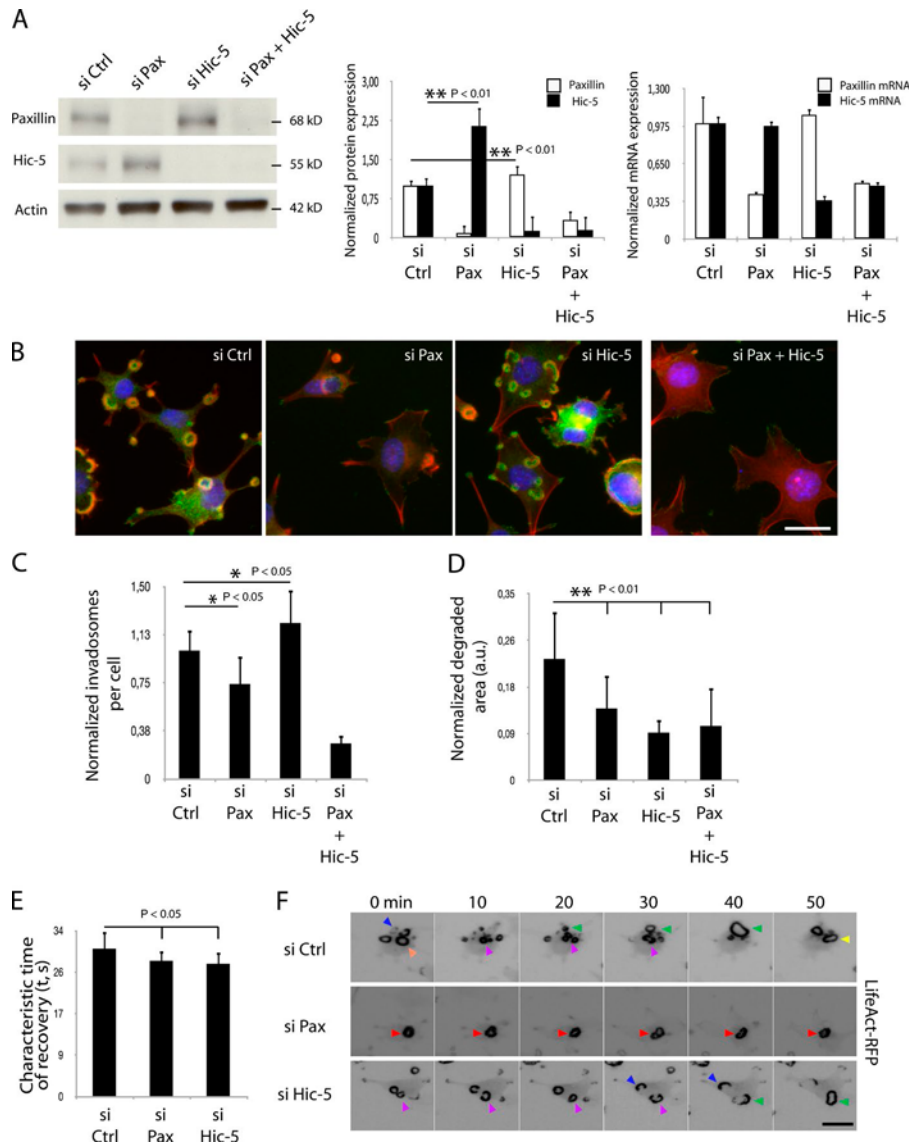 A
si Ctrl
si Pax
si Hic-5
si Pax + Hic-5
Paxillin
68 kD
Hic-5
55 kD
Actin
42 kD
Normalized protein expression
3,00
2,25
1,50
0,75
0
** P < 0.01
** P < 0.01
Paxillin
Hic-5
si Ctrl
si Pax
si Hic-5
si Pax + Hic-5
Normalized mRNA expression
1,300
0,975
0,650
0,325
0
Paxillin mRNA
Hic-5 mRNA
si Ctrl
si Pax
si Hic-5
si Pax + Hic-5
B
si Ctrl
si Pax
si Hic-5
si Pax + Hic-5
C
Normalized invadosomes
per cell
1,50
1,13
0,75
0,38
0
* P < 0.05
* P < 0.05
si Ctrl
si Pax
si Hic-5
si Pax + Hic-5
D
Normalized degraded
area (a.u.)
0,36
0,26
0,18
0,09
0
** P < 0.01
si Ctrl
si Pax
si Hic-5
si Pax + Hic-5
E
Characteristic time
of recovery (t, s)
34
26
17
9
0
P < 0.05
si Ctrl
si Pax
si Hic-5
F
0 min 10 20 30 40 50
si Ctrl
si Pax
si Hic-5
LifeAct-RFP